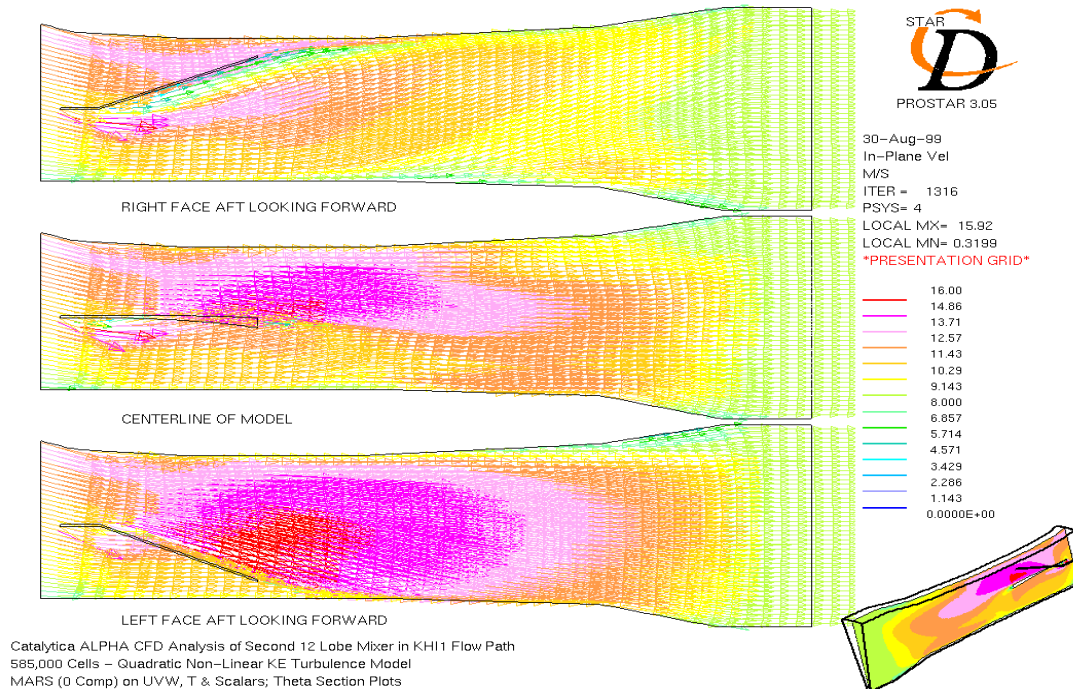 STAR
D
PROSTAR 3.05
30-Aug-99
In-Plane Vel
M/S
ITER = 1316
PSYS= 4
LOCAL MX= 15.92
LOCAL MN= 0.3199
*PRESENTATION GRID*
16.00
14.86
13.71
12.57
11.43
10.29
9.143
8.000
6.857
5.714
4.571
3.429
2.286
1.143
0.0000E+00
RIGHT FACE AFT LOOKING FORWARD
CENTERLINE OF MODEL
LEFT FACE AFT LOOKING FORWARD
Catalytica ALPHA CFD Analysis of Second 12 Lobe Mixer in KHI1 Flow Path
585,000 Cells - Quadratic Non-Linear KE Turbulence Model
MARS (0 Comp) on UVW, T & Scalars; Theta Section Plots